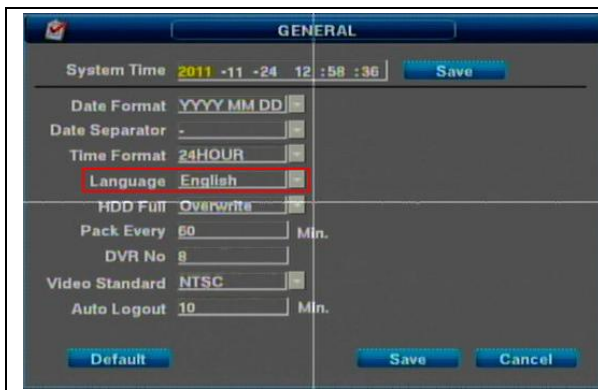 GENERAL
System Time 2011 -11 -24 12 :58 :36 Save
Date Format YYYY MM DD
Date Separator -
Time Format 24HOUR
Language English
HDD Full Overwrite
Pack Every 60 Min.
DVR No 8
Video Standard NTSC
Auto Logout 10 Min.
Default Save Cancel